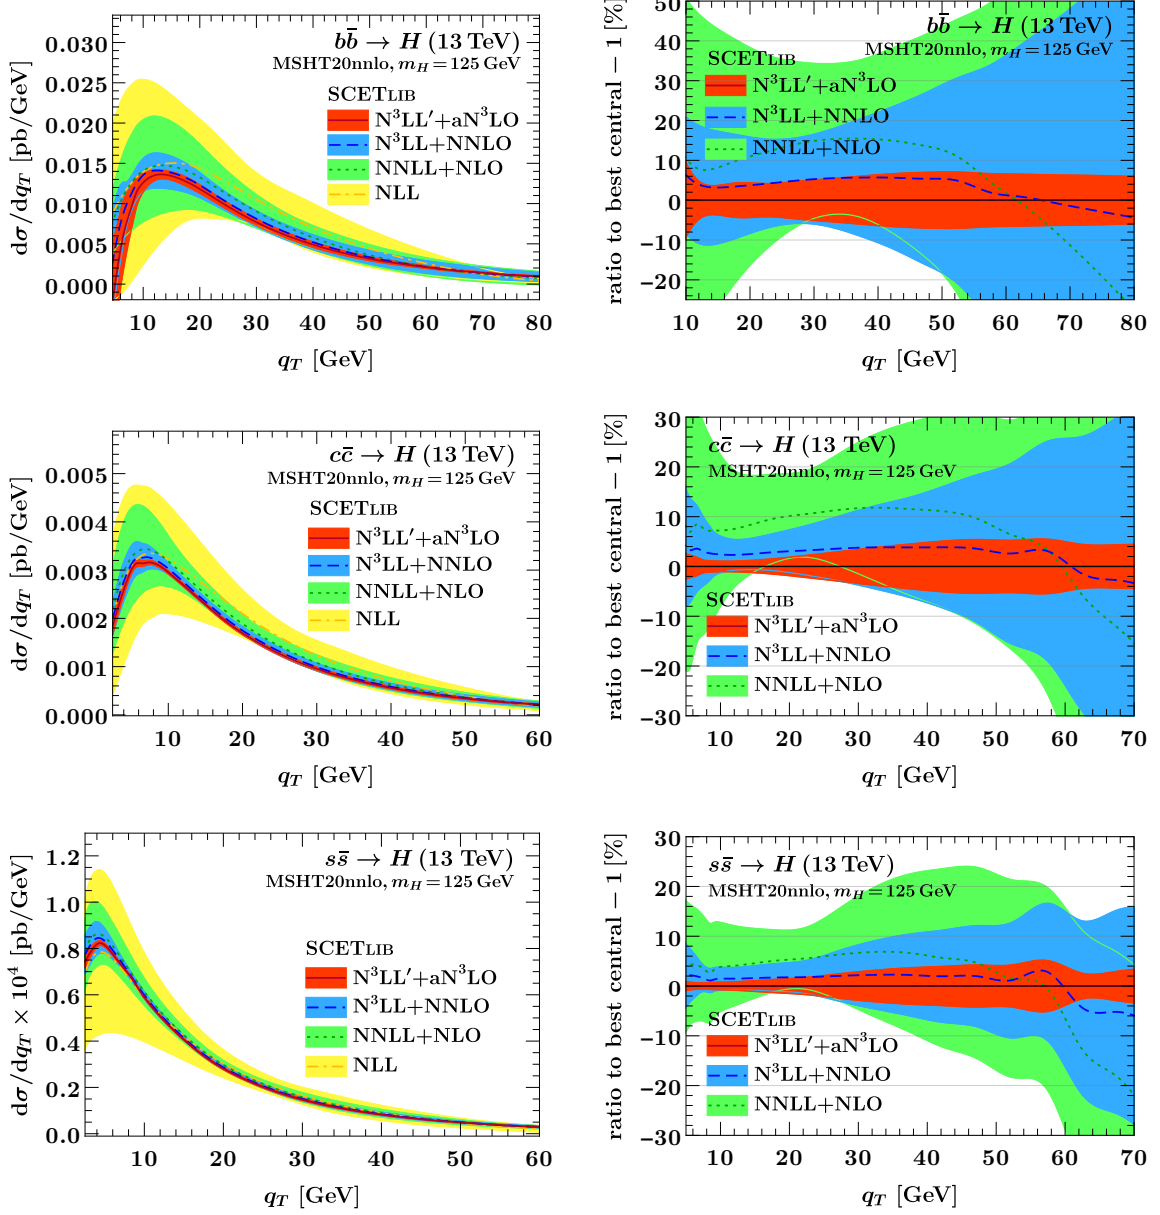 bb̄ → H (13 TeV)
MSHT20nnlo, m_H = 125 GeV
SCETLIB
N³LL′+aN³LO
N³LL+NNLO
NNLL+NLO
NLL
dσ/dq_T [pb/GeV]
0.030
0.025
0.020
0.015
0.010
0.005
0.000
10 20 30 40 50 60 70 80
q_T [GeV]
bb̄ → H (13 TeV)
MSHT20nnlo, m_H = 125 GeV
SCETLIB
N³LL′+aN³LO
N³LL+NNLO
NNLL+NLO
ratio to best central − 1 [%]
50
40
30
20
10
0
−10
−20
10 20 30 40 50 60 70 80
q_T [GeV]
cc̄ → H (13 TeV)
MSHT20nnlo, m_H = 125 GeV
SCETLIB
N³LL′+aN³LO
N³LL+NNLO
NNLL+NLO
NLL
dσ/dq_T [pb/GeV]
0.005
0.004
0.003
0.002
0.001
0.000
10 20 30 40 50 60
q_T [GeV]
cc̄ → H (13 TeV)
MSHT20nnlo, m_H = 125 GeV
SCETLIB
N³LL′+aN³LO
N³LL+NNLO
NNLL+NLO
ratio to best central − 1 [%]
30
20
10
0
−10
−20
−30
10 20 30 40 50 60 70
q_T [GeV]
ss̄ → H (13 TeV)
MSHT20nnlo, m_H = 125 GeV
SCETLIB
N³LL′+aN³LO
N³LL+NNLO
NNLL+NLO
NLL
dσ/dq_T × 10⁴ [pb/GeV]
1.2
1.0
0.8
0.6
0.4
0.2
0.0
10 20 30 40 50 60
q_T [GeV]
ss̄ → H (13 TeV)
MSHT20nnlo, m_H = 125 GeV
SCETLIB
N³LL′+aN³LO
N³LL+NNLO
NNLL+NLO
ratio to best central − 1 [%]
30
20
10
0
−10
−20
−30
10 20 30 40 50 60 70
q_T [GeV]